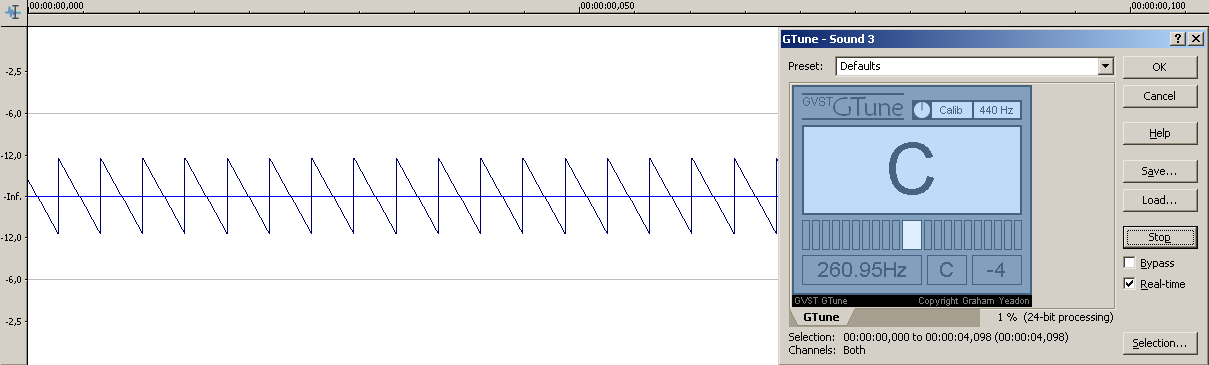 00:00:00,000 00:00:00,050 00:00:00,100
-2,5
-6,0
-12,0
-Inf.
-12,0
-6,0
-2,5
GTune - Sound 3
Preset: Defaults
OK
Cancel
Help
Save...
Load...
Stop
Bypass
Real-time
GVST GTune Calib 440 Hz
C
260.95Hz C -4
GVST GTune Copyright Graham Yeadon
GTune
1 % (24-bit processing)
Selection: 00:00:00,000 to 00:00:04,098 (00:00:04,098)
Channels: Both
Selection...